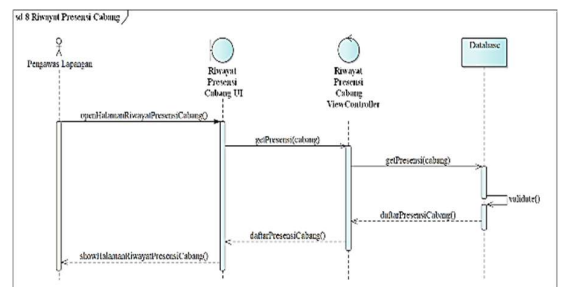 sd 8 Riwayat Presensi Cabang
Pengawas Lapangan
Riwayat
Presensi
Cabang UI
Riwayat
Presensi
Cabang
ViewController
Database
openHalamanRiwayatPresensiCabang()
getPresensi(cabang)
getPresensi(cabang)
validate()
daftarPresensiCabang()
daftarPresensiCabang()
showHalamanRiwayatPresensiCabang()